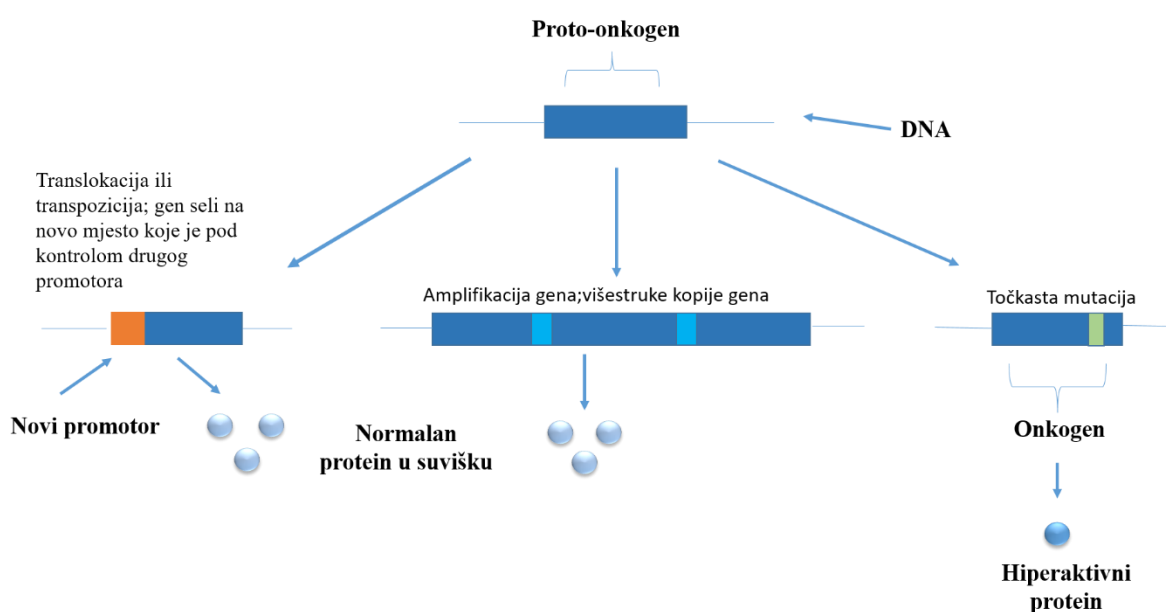 Proto-onkogen
DNA
Translokacija ili
transpozicija; gen seli na
novo mjesto koje je pod
kontrolom drugog
promotora
Amplifikacija gena;višestruke kopije gena
Točkasta mutacija
Novi promotor
Normalan
protein u suvišku
Onkogen
Hiperaktivni
protein